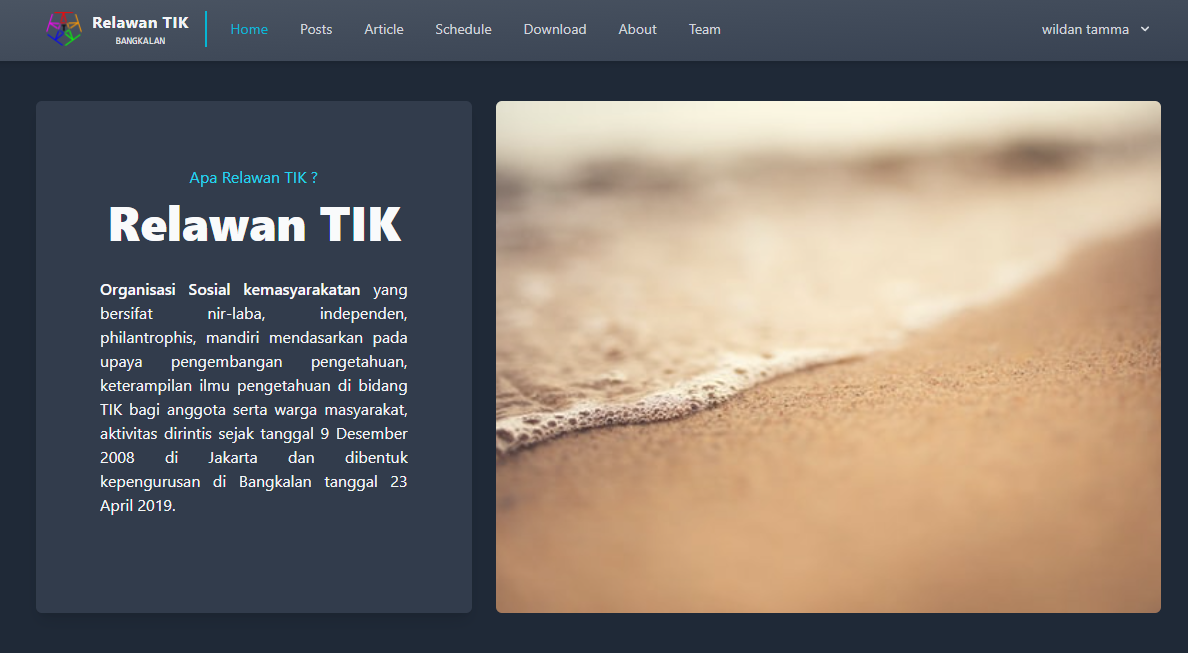 Relawan TIK
BANGKALAN
Home Posts Article Schedule Download About Team
wildan tamma
Apa Relawan TIK ?
Relawan TIK
Organisasi Sosial kemasyarakatan yang
bersifat nir-laba, independen,
philantrophis, mandiri mendasarkan pada
upaya pengembangan pengetahuan,
keterampilan ilmu pengetahuan di bidang
TIK bagi anggota serta warga masyarakat,
aktivitas dirintis sejak tanggal 9 Desember
2008 di Jakarta dan dibentuk
kepengurusan di Bangkalan tanggal 23
April 2019.